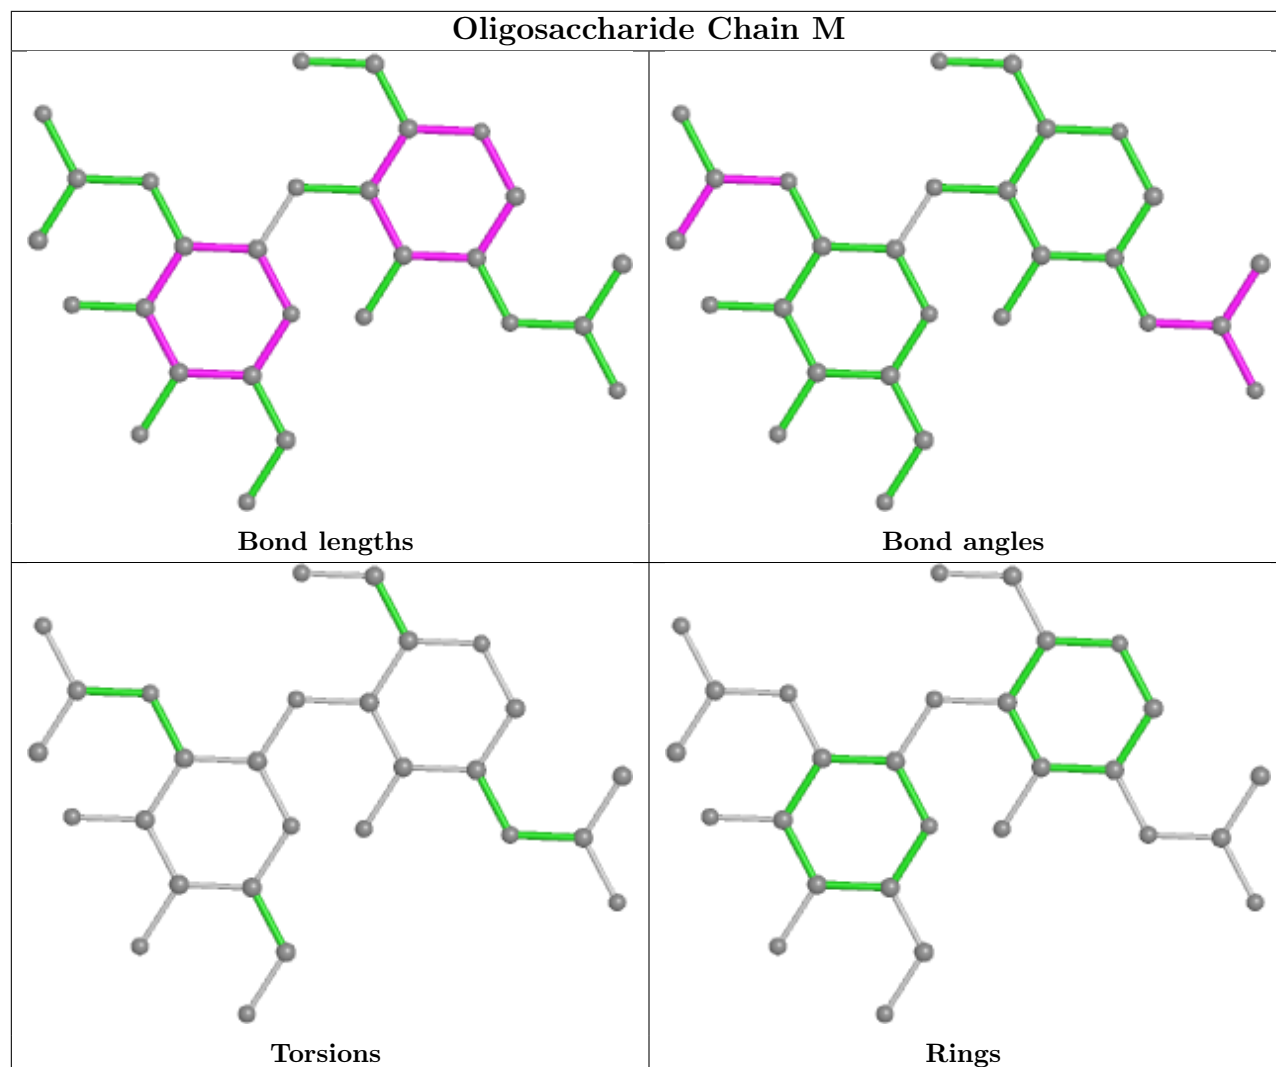 Oligosaccharide Chain M
Bond lengths
Bond angles
Torsions
Rings